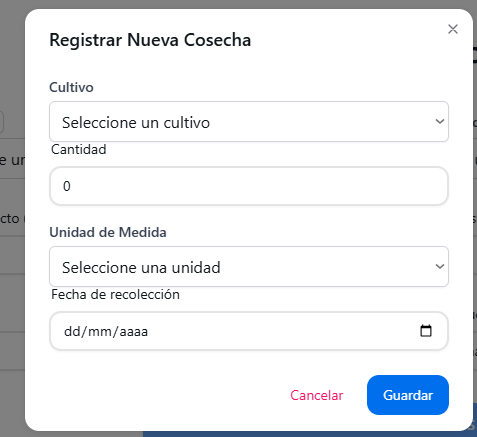 Registrar Nueva Cosecha
Cultivo
Seleccione un cultivo
Cantidad
0
Unidad de Medida
Seleccione una unidad
Fecha de recolección
dd/mm/aaaa
Cancelar
Guardar